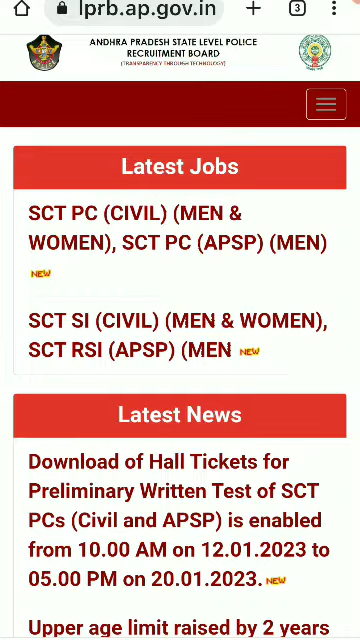 lprb.ap.gov.in
3
ANDHRA PRADESH STATE LEVEL POLICE
RECRUITMENT BOARD
(TRANSPARENCY THROUGH TECHNOLOGY)
Latest Jobs
SCT PC (CIVIL) (MEN &
WOMEN), SCT PC (APSP) (MEN)
NEW
SCT SI (CIVIL) (MEN & WOMEN),
SCT RSI (APSP) (MEN NEW
Latest News
Download of Hall Tickets for
Preliminary Written Test of SCT
PCs (Civil and APSP) is enabled
from 10.00 AM on 12.01.2023 to
05.00 PM on 20.01.2023. NEW
Upper age limit raised by 2 years